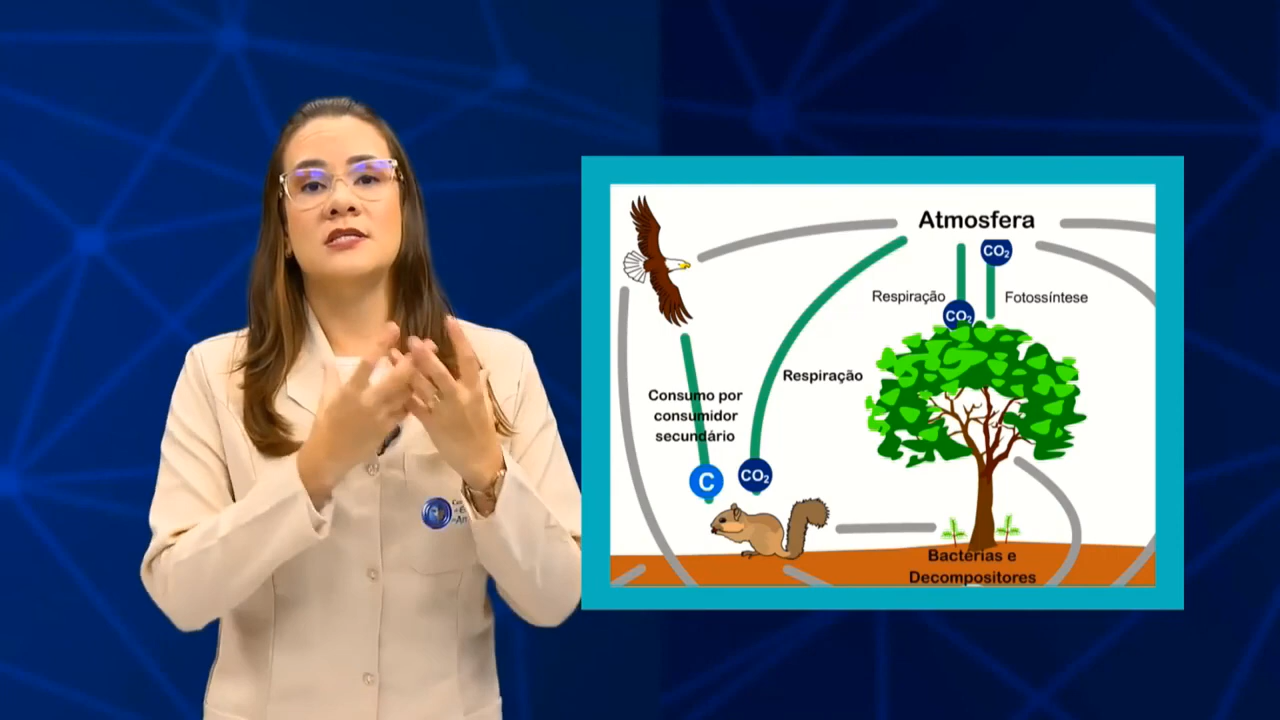 Atmosfera
CO₂
Respiração
Fotossíntese
CO₂
Respiração
Consumo por
consumidor
secundário
C
CO₂
Bactérias e
Decompositores